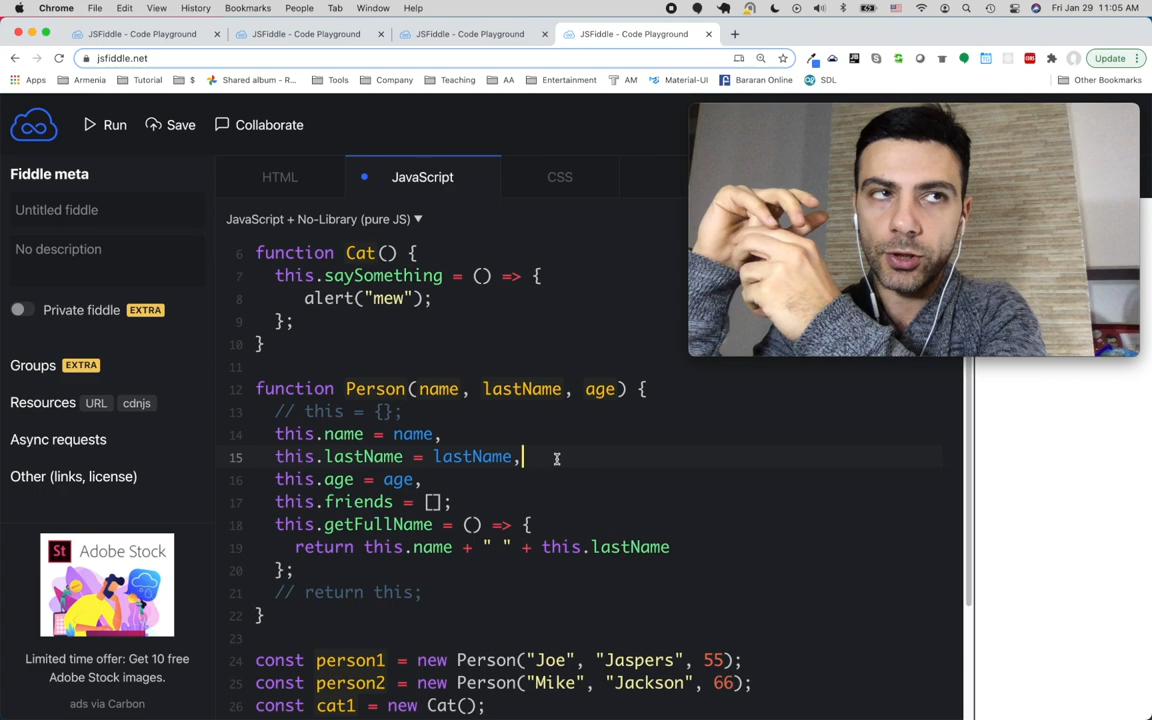 Chrome File Edit View History Bookmarks People Tab Window Help
Fri Jan 29 11:05 AM
JSFiddle - Code Playground
JSFiddle - Code Playground
JSFiddle - Code Playground
JSFiddle - Code Playground
jsfiddle.net
Update
Apps Armenia Tutorial $ Shared album - R... Tools Company Teaching AA Entertainment AM Material-UI Bararan Online SDL Other Bookmarks
Run Save Collaborate
Fiddle meta
Untitled fiddle
No description
Private fiddle EXTRA
Groups EXTRA
Resources URL cdnjs
Async requests
Other (links, license)
St Adobe Stock
Limited time offer: Get 10 free
Adobe Stock images.
ads via Carbon
HTML JavaScript CSS
JavaScript + No-Library (pure JS) ▼
6 function Cat() {
7 this.saySomething = () => {
8 alert("mew");
9 };
10 }
11
12 function Person(name, lastName, age) {
13 // this = {};
14 this.name = name,
15 this.lastName = lastName,
16 this.age = age,
17 this.friends = [];
18 this.getFullName = () => {
19 return this.name + " " + this.lastName
20 };
21 // return this;
22 }
23
24 const person1 = new Person("Joe", "Jaspers", 55);
25 const person2 = new Person("Mike", "Jackson", 66);
26 const cat1 = new Cat();